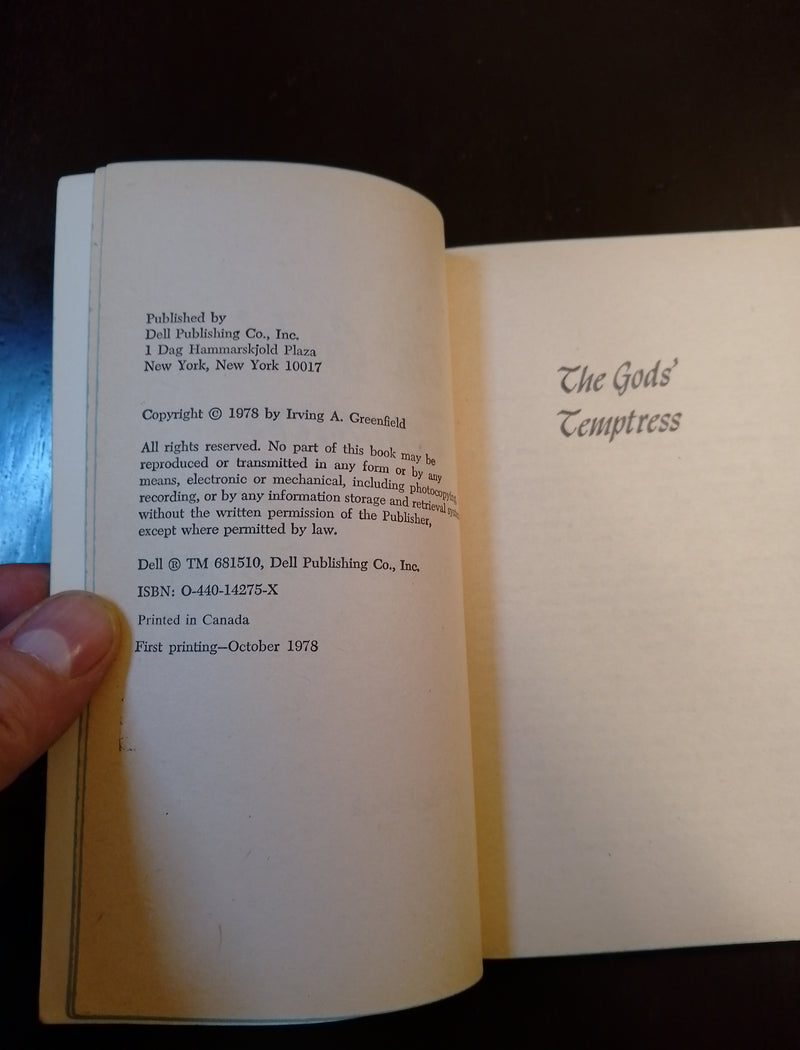 Published by
Dell Publishing Co., Inc.
1 Dag Hammarskjold Plaza
New York, New York 10017
Copyright © 1978 by Irving A. Greenfield
All rights reserved. No part of this book may be
reproduced or transmitted in any form or by any
means, electronic or mechanical, including photocopying,
recording, or by any information storage and retrieval system
without the written permission of the Publisher,
except where permitted by law.
Dell ® TM 681510, Dell Publishing Co., Inc.
ISBN: O-440-14275-X
Printed in Canada
First printing—October 1978
The Gods'
Temptress